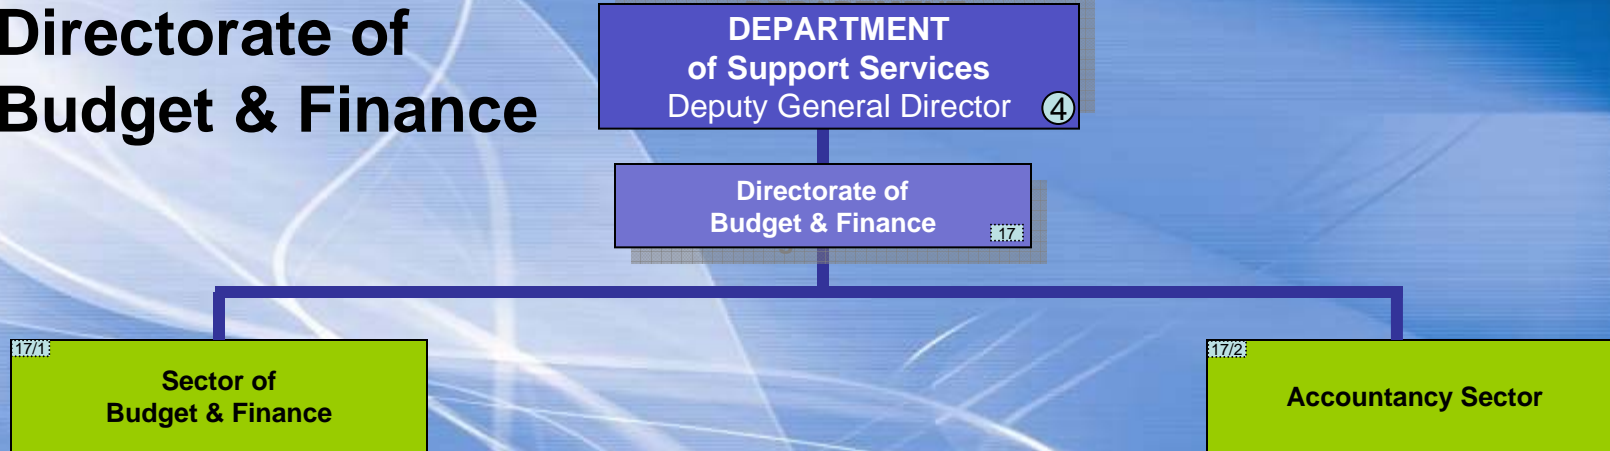 Directorate of
Budget & Finance
DEPARTMENT
of Support Services
Deputy General Director
4
Directorate of
Budget & Finance
17
17/1
Sector of
Budget & Finance
17/2
Accountancy Sector